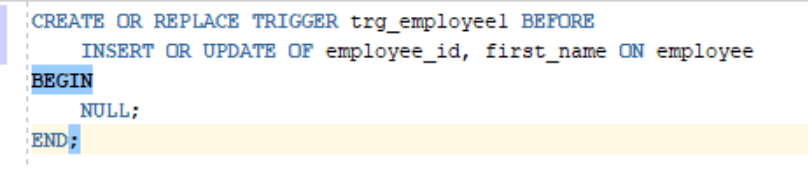 CREATE OR REPLACE TRIGGER trg_employee1 BEFORE
INSERT OR UPDATE OF employee_id, first_name ON employee
BEGIN
NULL;
END;